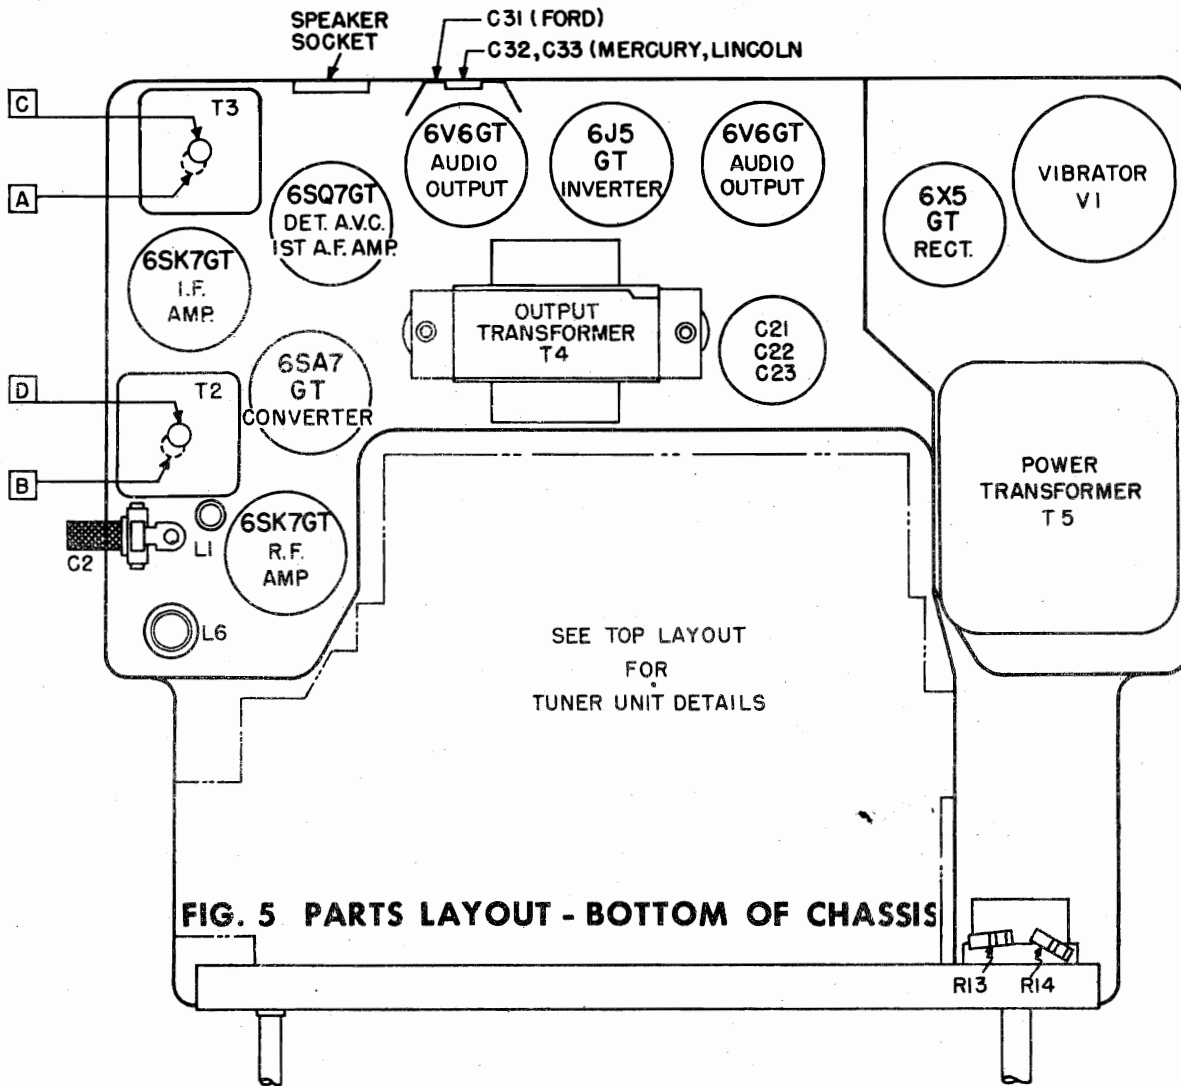 SPEAKER
SOCKET
C31 (FORD)
C32, C33 (MERCURY, LINCOLN
C
A
T3
6V6GT
AUDIO
OUTPUT
6J5
GT
INVERTER
6V6GT
AUDIO
OUTPUT
6X5
GT
RECT.
VIBRATOR
V1
6SQ7GT
DET. A.V.C.
1ST A.F. AMP.
6SK7GT
I.F.
AMP.
OUTPUT
TRANSFORMER
T4
C21
C22
C23
6SA7
GT
CONVERTER
D
B
T2
POWER
TRANSFORMER
T5
C2
L1
6SK7GT
R.F.
AMP
L6
SEE TOP LAYOUT
FOR
TUNER UNIT DETAILS
FIG. 5 PARTS LAYOUT - BOTTOM OF CHASSIS
R13
R14